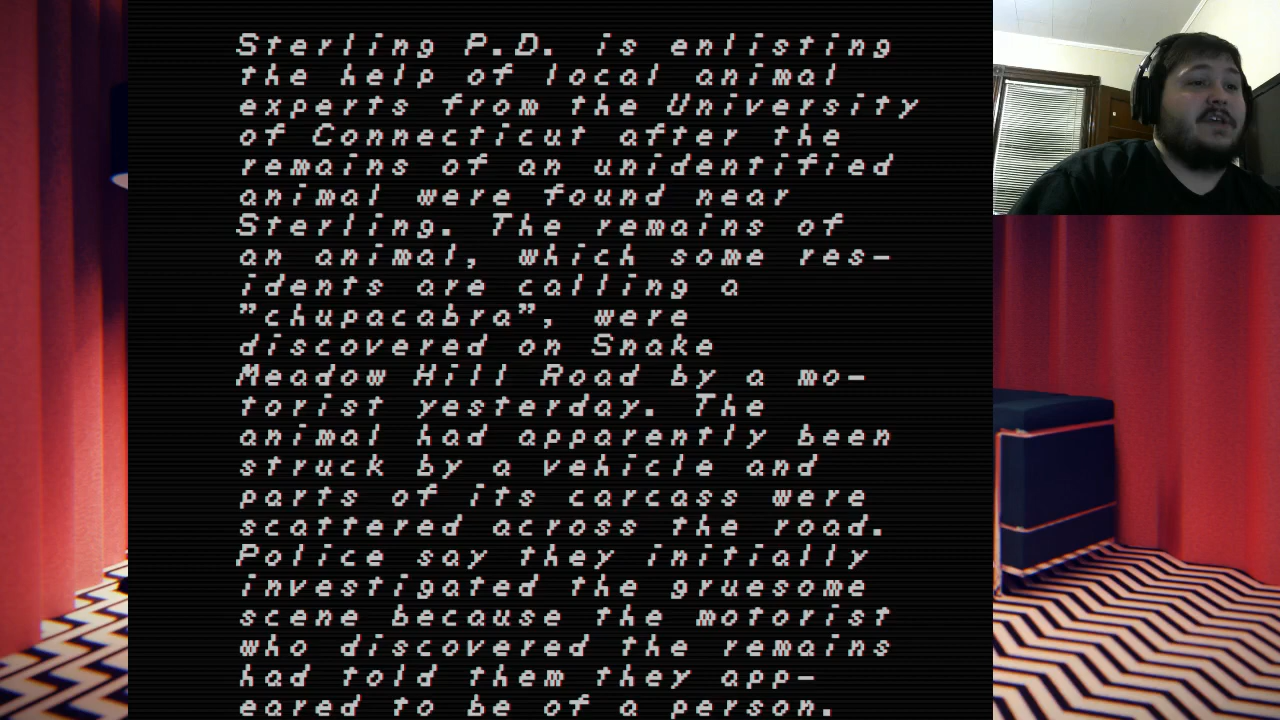 Sterling P.D. is enlisting
the help of local animal
experts from the University
of Connecticut after the
remains of an unidentified
animal were found near
Sterling. The remains of
an animal, which some res-
idents are calling a
"chupacabra", were
discovered on Snake
Meadow Hill Road by a mo-
torist yesterday. The
animal had apparently been
struck by a vehicle and
parts of its carcass were
scattered across the road.
Police say they initially
investigated the gruesome
scene because the motorist
who discovered the remains
had told them they app-
eared to be of a person.